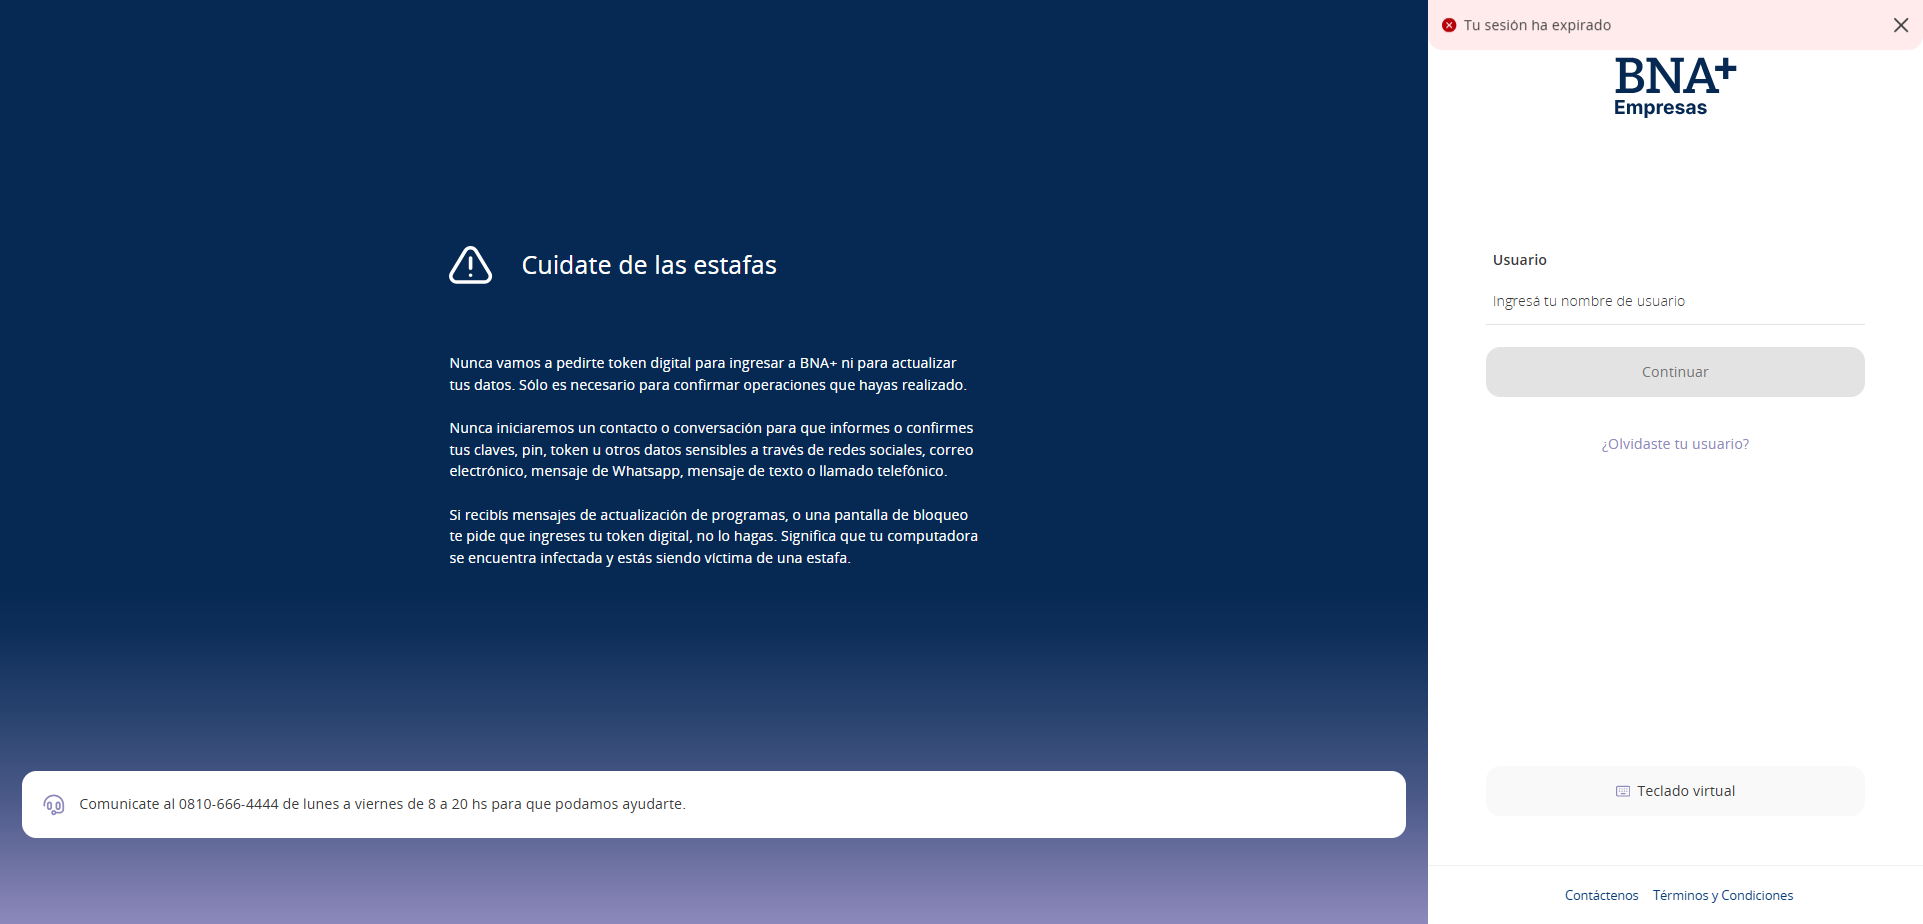 Cuidate de las estafas
Nunca vamos a pedirte token digital para ingresar a BNA+ ni para actualizar
tus datos. Sólo es necesario para confirmar operaciones que hayas realizado.
Nunca iniciaremos un contacto o conversación para que informes o confirmes
tus claves, pin, token u otros datos sensibles a través de redes sociales, correo
electrónico, mensaje de Whatsapp, mensaje de texto o llamado telefónico.
Si recibís mensajes de actualización de programas, o una pantalla de bloqueo
te pide que ingreses tu token digital, no lo hagas. Significa que tu computadora
se encuentra infectada y estás siendo víctima de una estafa.
Comunicate al 0810-666-4444 de lunes a viernes de 8 a 20 hs para que podamos ayudarte.
Tu sesión ha expirado
BNA+
Empresas
Usuario
Ingresá tu nombre de usuario
Continuar
¿Olvidaste tu usuario?
Teclado virtual
Contáctenos Términos y Condiciones